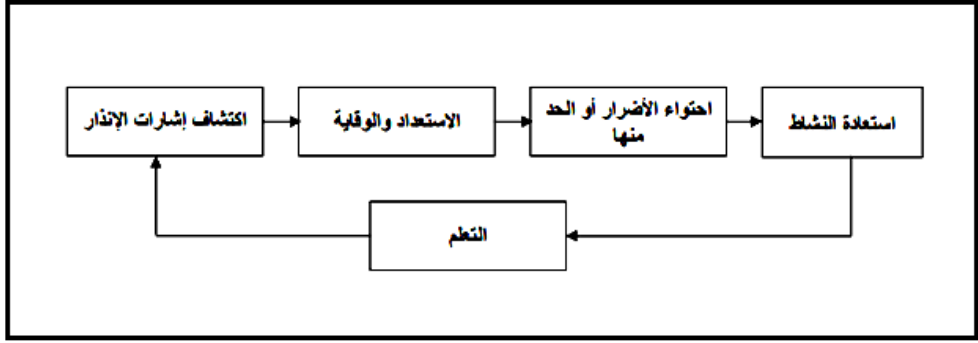 اكتشاف إشارات الإنذار
الاستعداد والوقاية
احتواء الأضرار أو الحد
منها
استعادة النشاط
التعلم